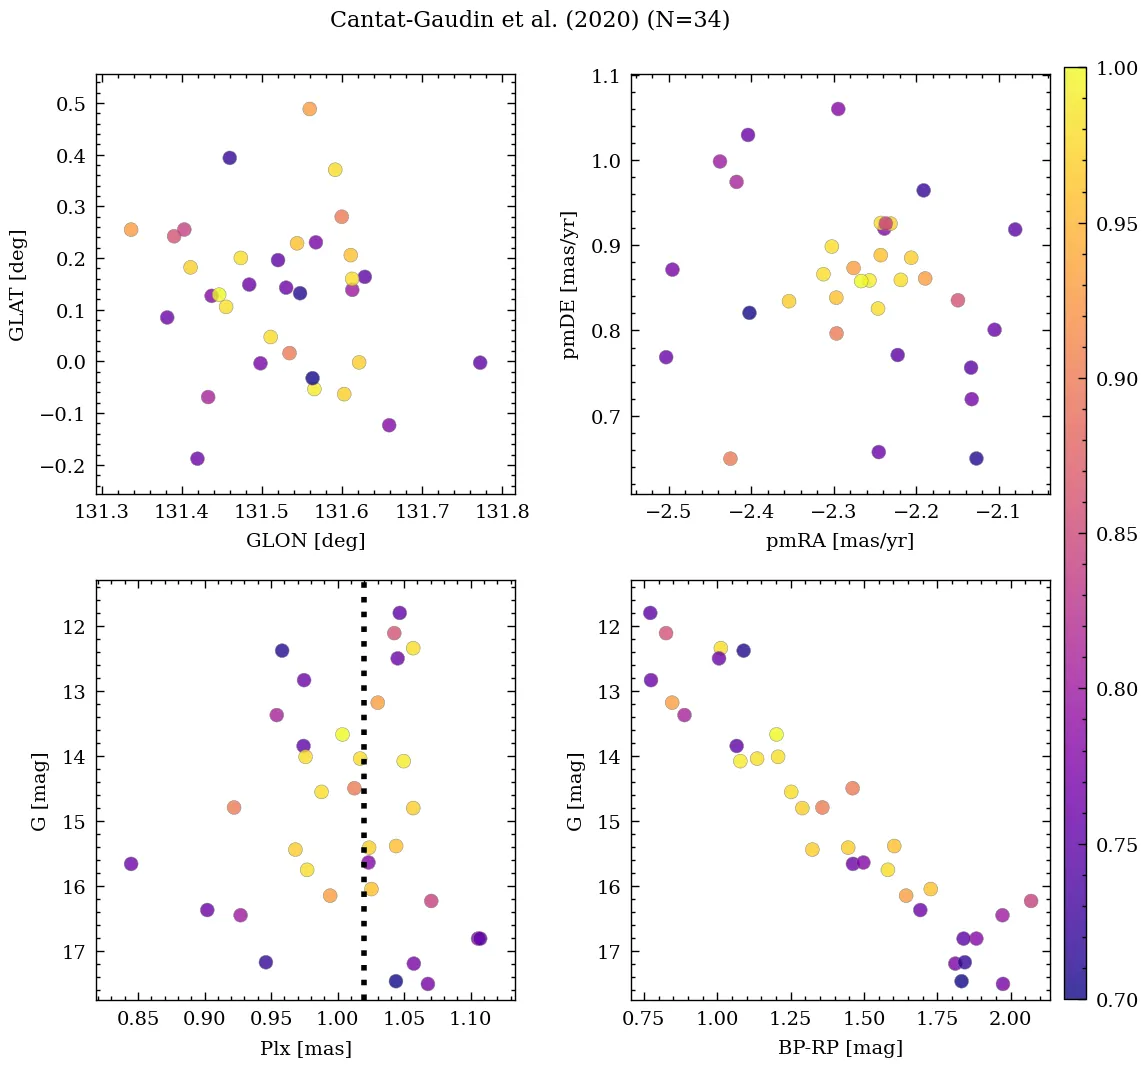 Cantat-Gaudin et al. (2020) (N=34)
0.5
0.4
0.3
0.2
0.1
0.0
−0.1
−0.2
GLAT [deg]
131.3 131.4 131.5 131.6 131.7 131.8
GLON [deg]
1.1
1.0
0.9
0.8
0.7
pmDE [mas/yr]
−2.5 −2.4 −2.3 −2.2 −2.1
pmRA [mas/yr]
12
13
14
15
16
17
G [mag]
0.85 0.90 0.95 1.00 1.05 1.10
Plx [mas]
12
13
14
15
16
17
G [mag]
0.75 1.00 1.25 1.50 1.75 2.00
BP-RP [mag]
1.00
0.95
0.90
0.85
0.80
0.75
0.70